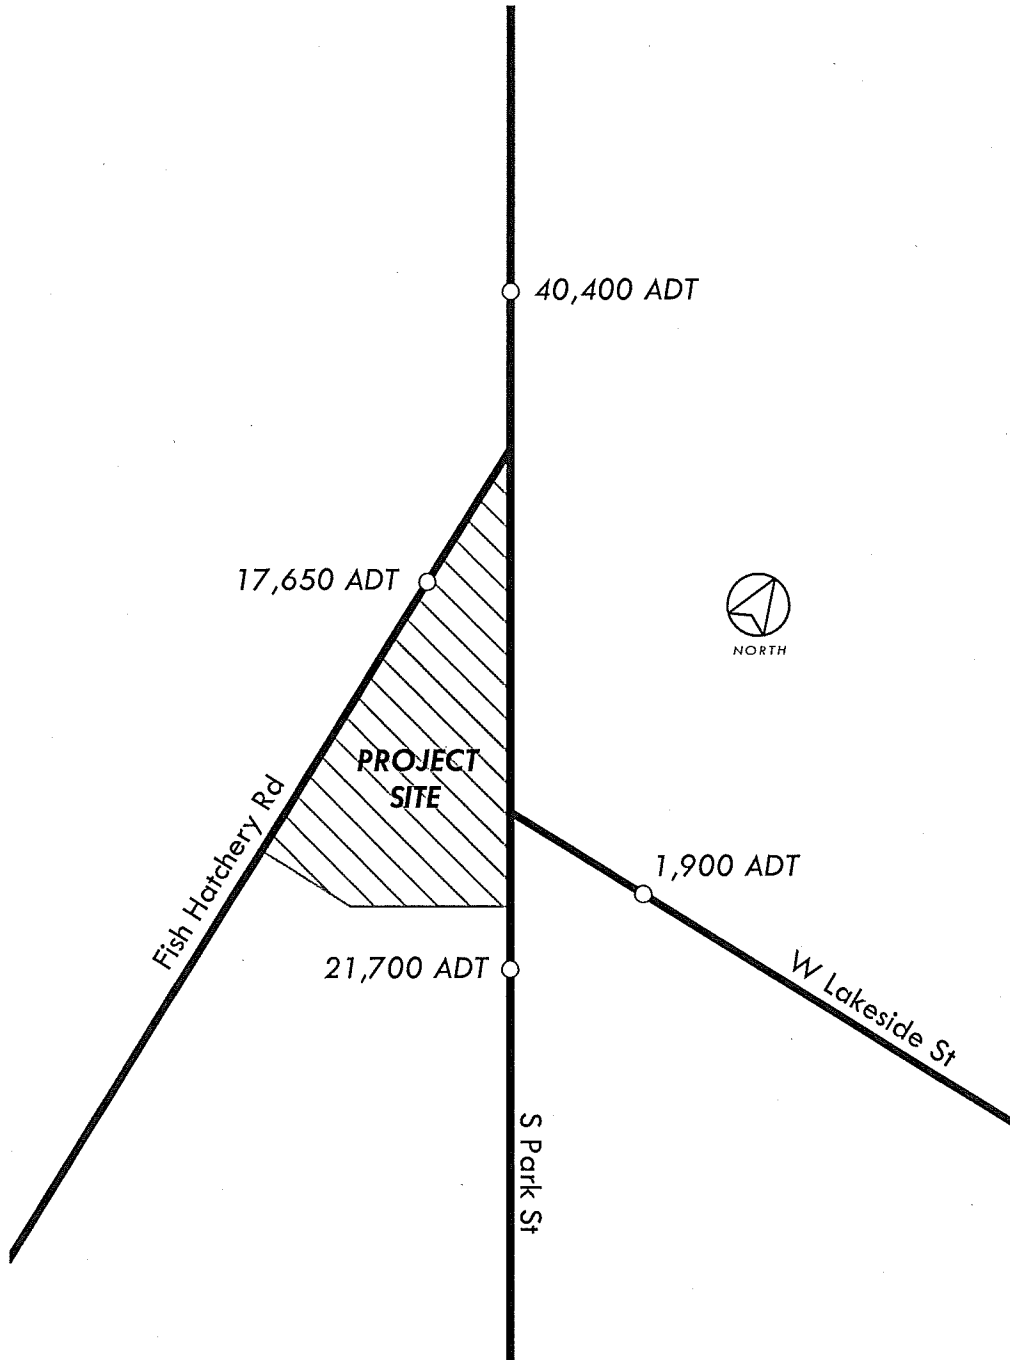 40,400 ADT
17,650 ADT
NORTH
PROJECT
SITE
Fish Hatchery Rd
1,900 ADT
21,700 ADT
W Lakeside St
S Park St